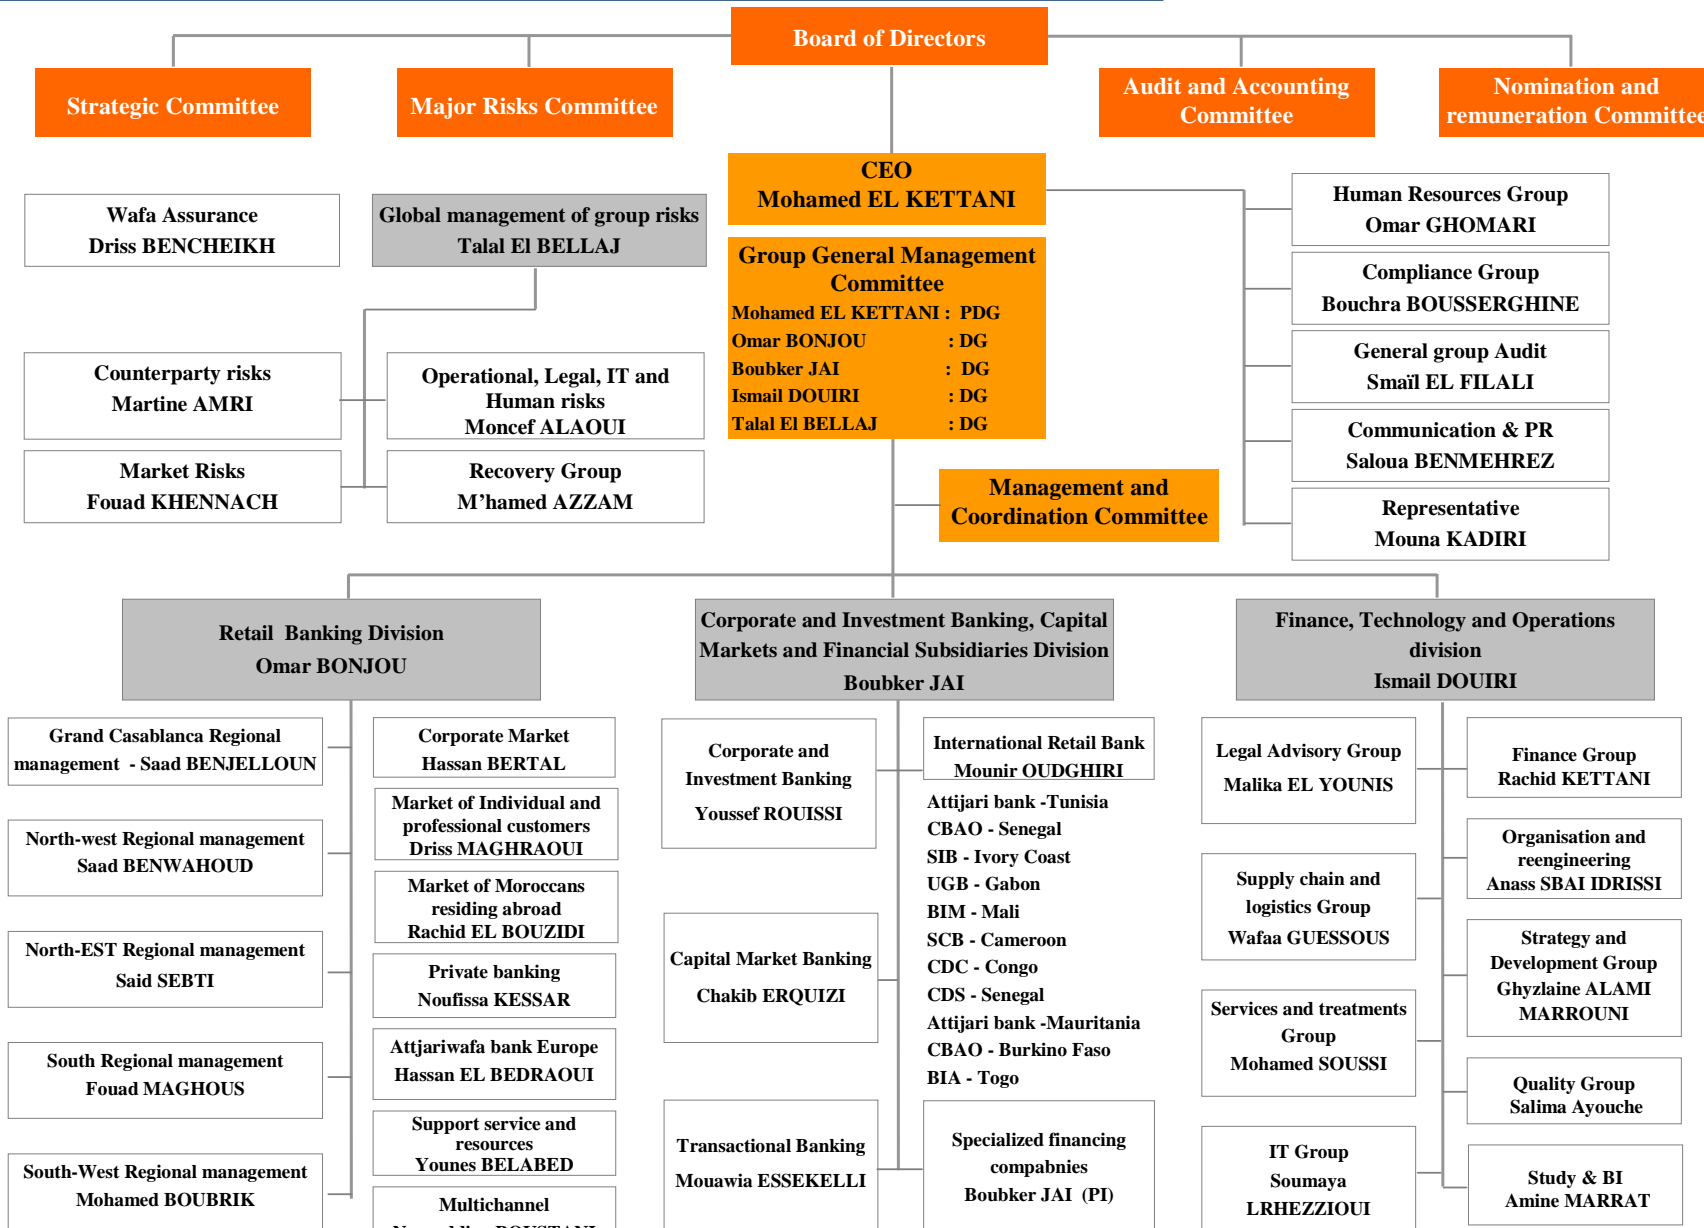 Board of Directors
Strategic Committee
Major Risks Committee
Audit and Accounting
Committee
Nomination and
remuneration Committee
CEO
Mohamed EL KETTANI
Wafa Assurance
Driss BENCHEIKH
Global management of group risks
Talal El BELLAJ
Group General Management
Committee
Mohamed EL KETTANI : PDG
Omar BONJOU : DG
Boubker JAI : DG
Ismail DOUIRI : DG
Talal El BELLAJ : DG
Human Resources Group
Omar GHOMARI
Compliance Group
Bouchra BOUSSERGHINE
General group Audit
Smaïl EL FILALI
Communication & PR
Saloua BENMEHREZ
Representative
Mouna KADIRI
Counterparty risks
Martine AMRI
Operational, Legal, IT and
Human risks
Moncef ALAOUI
Market Risks
Fouad KHENNACH
Recovery Group
M’hamed AZZAM
Management and
Coordination Committee
Retail Banking Division
Omar BONJOU
Corporate and Investment Banking, Capital
Markets and Financial Subsidiaries Division
Boubker JAI
Finance, Technology and Operations
division
Ismail DOUIRI
Grand Casablanca Regional
management - Saad BENJELLOUN
North-west Regional management
Saad BENWAHOUD
North-EST Regional management
Said SEBTI
South Regional management
Fouad MAGHOUS
South-West Regional management
Mohamed BOUBRIK
Corporate Market
Hassan BERTAL
Market of Individual and
professional customers
Driss MAGHRAOUI
Market of Moroccans
residing abroad
Rachid EL BOUZIDI
Private banking
Noufissa KESSAR
Attjariwafa bank Europe
Hassan EL BEDRAOUI
Support service and
resources
Younes BELABED
Multichannel
Corporate and
Investment Banking
Youssef ROUISSI
Capital Market Banking
Chakib ERQUIZI
Transactional Banking
Mouawia ESSEKELLI
International Retail Bank
Mounir OUDGHIRI
Attijari bank -Tunisia
CBAO - Senegal
SIB - Ivory Coast
UGB - Gabon
BIM - Mali
SCB - Cameroon
CDC - Congo
CDS - Senegal
Attijari bank -Mauritania
CBAO - Burkino Faso
BIA - Togo
Specialized financing
compabnies
Boubker JAI (PI)
Legal Advisory Group
Malika EL YOUNIS
Supply chain and
logistics Group
Wafaa GUESSOUS
Services and treatments
Group
Mohamed SOUSSI
IT Group
Soumaya
LRHEZZIOUI
Finance Group
Rachid KETTANI
Organisation and
reengineering
Anass SBAI IDRISSI
Strategy and
Development Group
Ghyzlaine ALAMI
MARROUNI
Quality Group
Salima Ayouche
Study & BI
Amine MARRAT